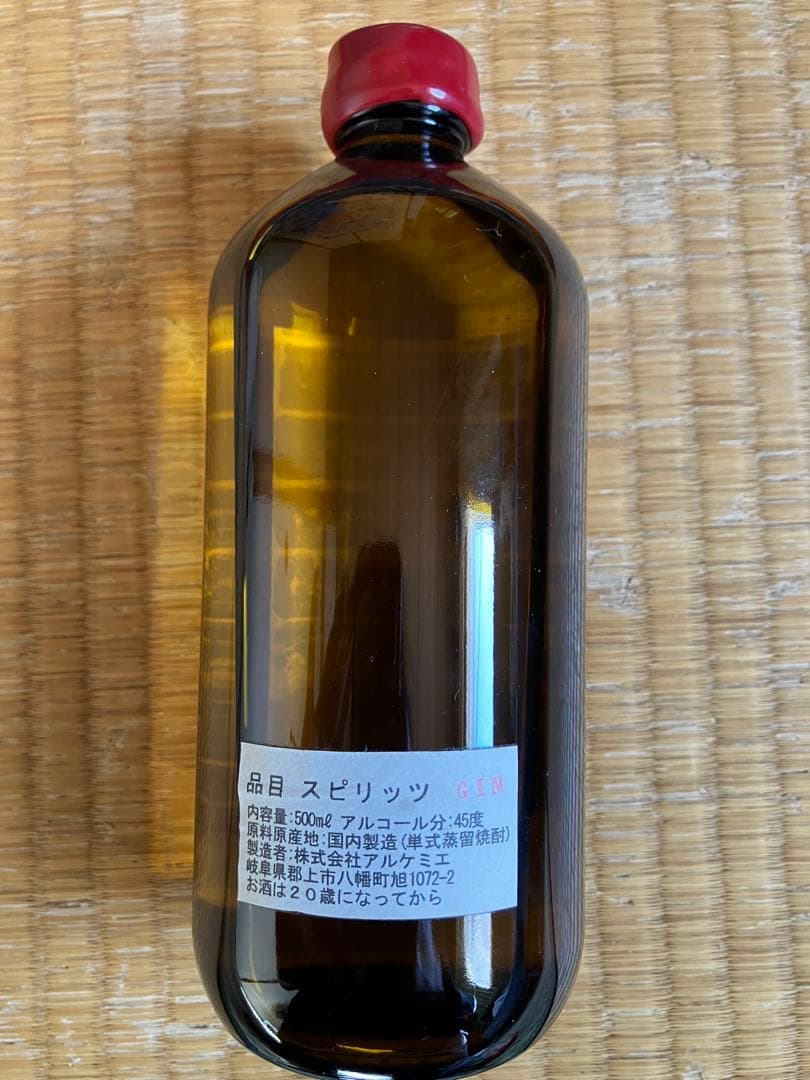 品目 スピリッツ GIN
内容量:500mℓ アルコール分:45度
原料原産地:国内製造(単式蒸留焼酎)
製造者:株式会社アルケミエ
岐阜県郡上市八幡町旭1072-2
お酒は20歳になってから